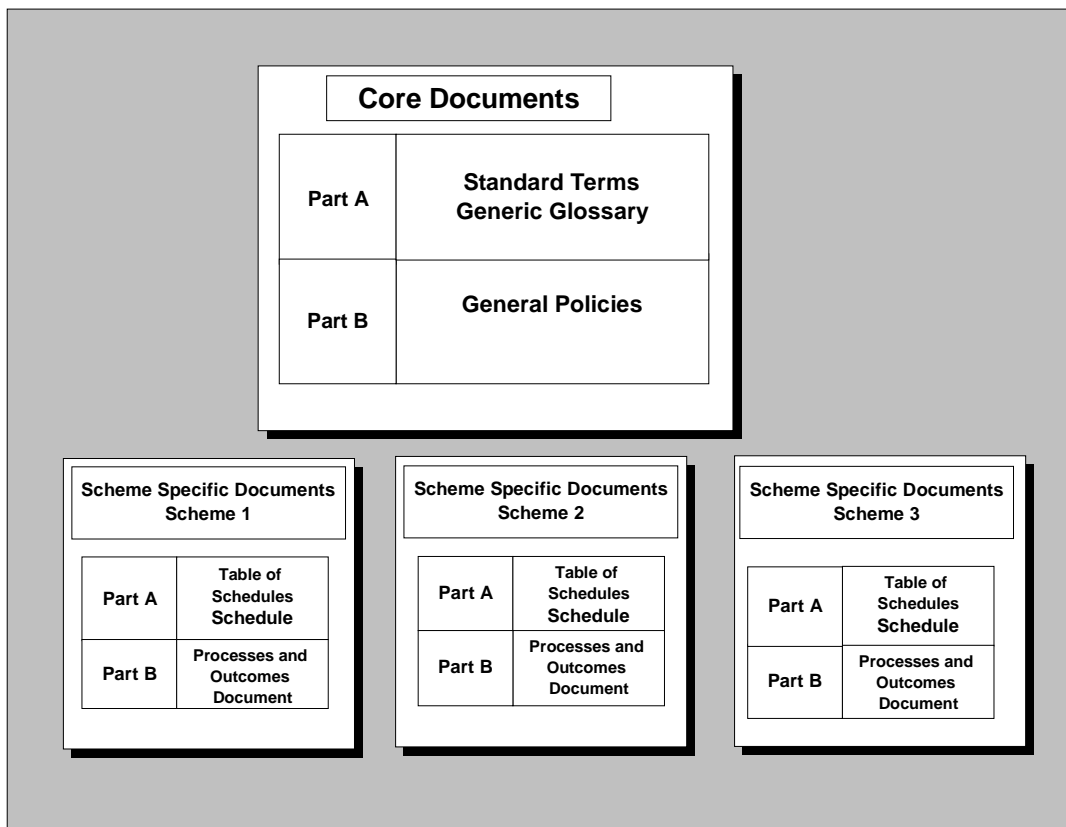 Core Documents
Part A
Standard Terms
Generic Glossary
Part B
General Policies
Scheme Specific Documents
Scheme 1
Part A
Table of
Schedules
Schedule
Part B
Processes and
Outcomes
Document
Scheme Specific Documents
Scheme 2
Part A
Table of
Schedules
Schedule
Part B
Processes and
Outcomes
Document
Scheme Specific Documents
Scheme 3
Part A
Table of
Schedules
Schedule
Part B
Processes and
Outcomes
Document